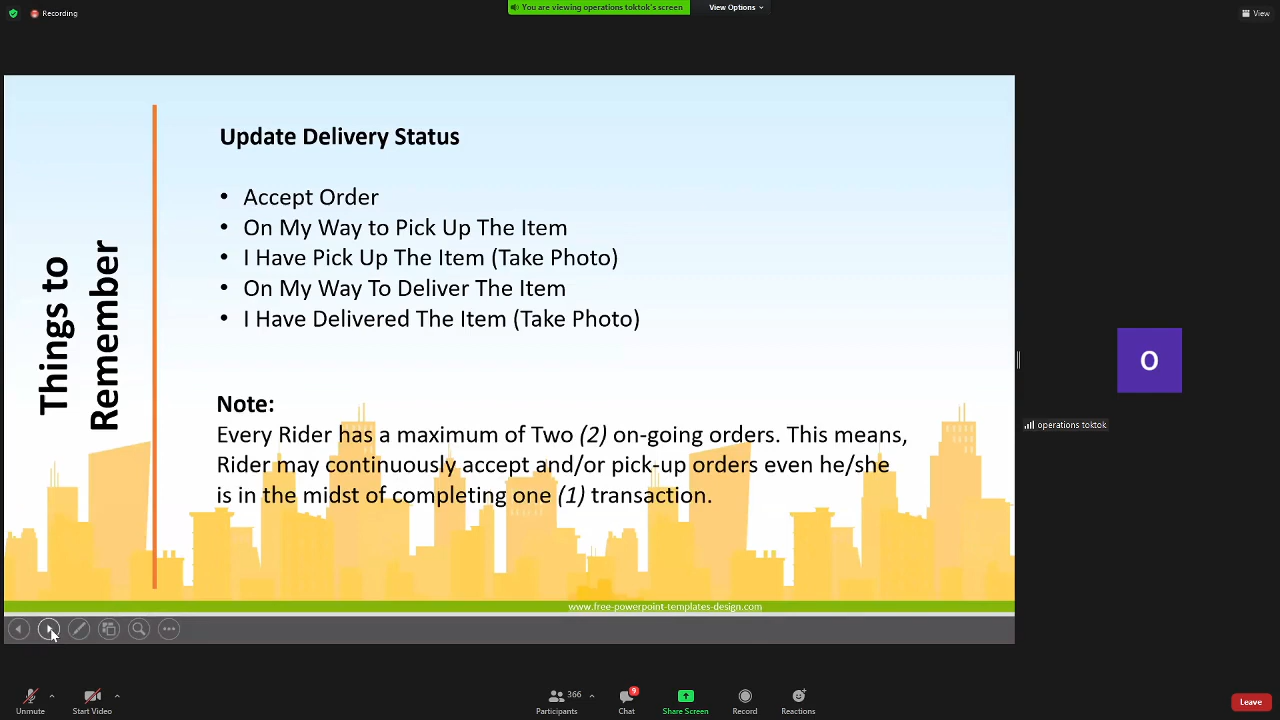 Recording
You are viewing operations toktok's screen
View Options
View
Things to
Remember
Update Delivery Status
• Accept Order
• On My Way to Pick Up The Item
• I Have Pick Up The Item (Take Photo)
• On My Way To Deliver The Item
• I Have Delivered The Item (Take Photo)
Note:
Every Rider has a maximum of Two (2) on-going orders. This means,
Rider may continuously accept and/or pick-up orders even he/she
is in the midst of completing one (1) transaction.
www.free-powerpoint-templates-design.com
O
operations toktok
Unmute
Start Video
366
Participants
9
Chat
Share Screen
Record
Reactions
Leave